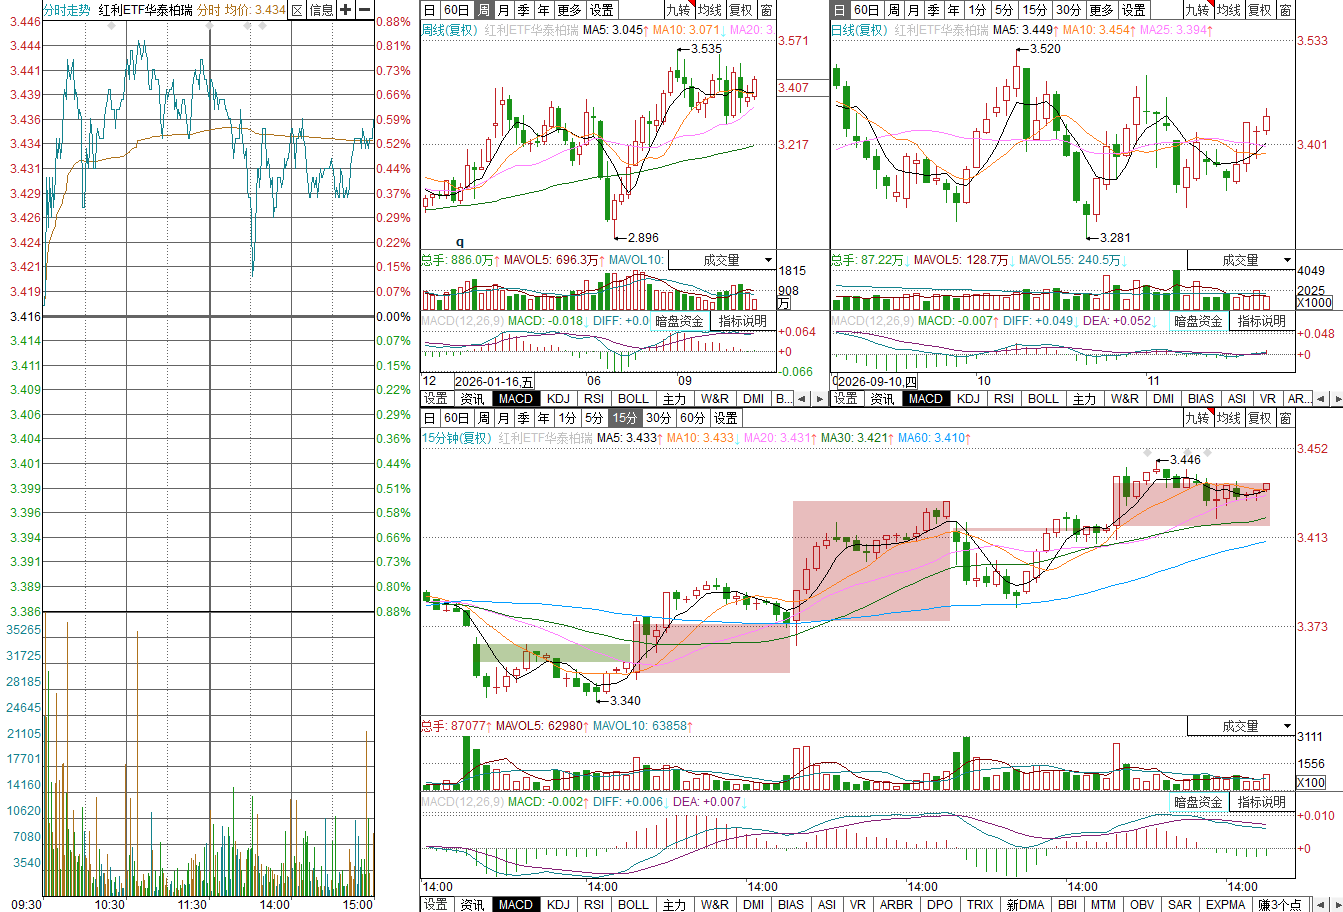 分时走势 红利ETF华泰柏瑞 分时 均价: 3.434 信息
3.446 0.88%
3.444 0.81%
3.441 0.73%
3.439 0.66%
3.436 0.59%
3.434 0.52%
3.431 0.44%
3.429 0.37%
3.426 0.29%
3.424 0.22%
3.421 0.15%
3.419 0.07%
3.416 0.00%
3.414 0.07%
3.411 0.15%
3.409 0.22%
3.406 0.29%
3.404 0.36%
3.401 0.44%
3.399 0.51%
3.396 0.58%
3.394 0.66%
3.391 0.73%
3.389 0.80%
3.386 0.88%
35265
31725
28185
24645
21105
17701
14160
10620
7080
3540
09:30 10:30 11:30 14:00 15:00
日 60日 周 月 季 年 更多 设置 九转 均线 复权 窗
周线(复权) 红利ETF华泰柏瑞 MA5: 3.045↑ MA10: 3.071↓ MA20: 3.
3.571
3.535
3.407
3.217
2.896
q
总手: 886.0万↑ MAVOL5: 696.3万↑ MAVOL10: 成交量
1815
908
万
MACD(12,26,9) MACD: -0.018↓ DIFF: +0.0 暗盘资金 指标说明
+0.064
+0
-0.066
12 2026-01-16,五 06 09
设置 资讯 MACD KDJ RSI BOLL 主力 W&R DMI B...
日 60日 周 月 季 年 1分 5分 15分 30分 更多 设置 九转 均线 复权 窗
日线(复权) 红利ETF华泰柏瑞 MA5: 3.449↑ MA10: 3.454↑ MA25: 3.394↑
3.533
3.520
3.401
3.281
总手: 87.22万↓ MAVOL5: 128.7万↓ MAVOL55: 240.5万↓ 成交量
4049
2025
X1000
MACD(12,26,9) MACD: -0.007↑ DIFF: +0.049↓ DEA: +0.052↓ 暗盘资金 指标说明
+0.048
+0
2026-09-10,四 10 11
设置 资讯 MACD KDJ RSI BOLL 主力 W&R DMI BIAS ASI VR AR...
日 60日 周 月 季 年 1分 5分 15分 30分 60分 设置 九转 均线 复权 窗
15分钟(复权) 红利ETF华泰柏瑞 MA5: 3.433↑ MA10: 3.433↓ MA20: 3.431↑ MA30: 3.421↑ MA60: 3.410↑
3.452
3.446
3.413
3.373
3.340
总手: 87077↑ MAVOL5: 62980↑ MAVOL10: 63858↑ 成交量
3111
1556
X100
MACD(12,26,9) MACD: -0.002↑ DIFF: +0.006↓ DEA: +0.007↓ 暗盘资金 指标说明
+0.010
+0
14:00 14:00 14:00 14:00 14:00 14:00
设置 资讯 MACD KDJ RSI BOLL 主力 W&R DMI BIAS ASI VR ARBR DPO TRIX 新DMA BBI MTM OBV SAR EXPMA 赚3个点